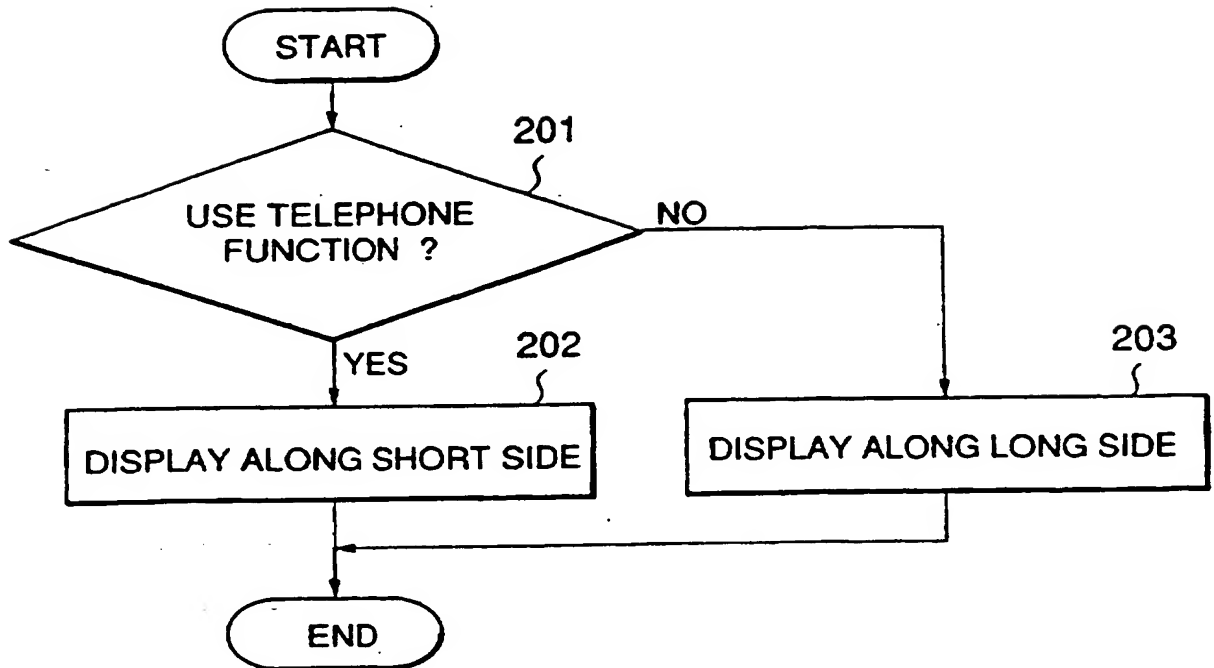 START
201
USE TELEPHONE
FUNCTION ?
NO
YES
202
DISPLAY ALONG SHORT SIDE
203
DISPLAY ALONG LONG SIDE
END